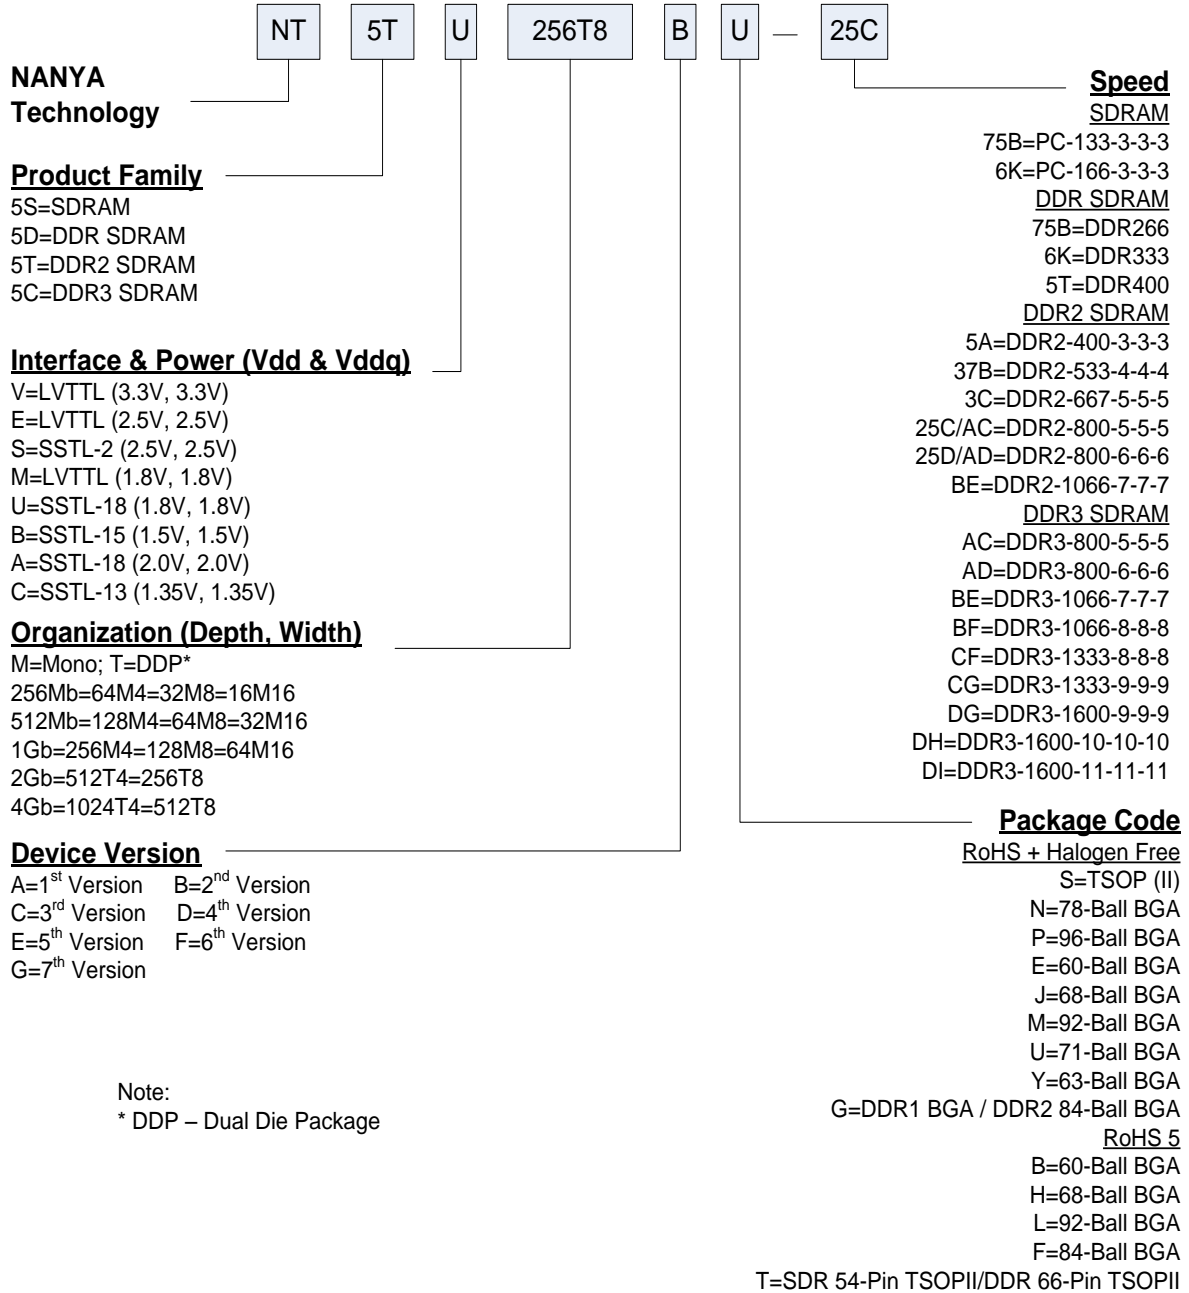 NT 5T U 256T8 B U — 25C
NANYA
Technology
Product Family
5S=SDRAM
5D=DDR SDRAM
5T=DDR2 SDRAM
5C=DDR3 SDRAM
Interface & Power (Vdd & Vddq)
V=LVTTL (3.3V, 3.3V)
E=LVTTL (2.5V, 2.5V)
S=SSTL-2 (2.5V, 2.5V)
M=LVTTL (1.8V, 1.8V)
U=SSTL-18 (1.8V, 1.8V)
B=SSTL-15 (1.5V, 1.5V)
A=SSTL-18 (2.0V, 2.0V)
C=SSTL-13 (1.35V, 1.35V)
Organization (Depth, Width)
M=Mono; T=DDP*
256Mb=64M4=32M8=16M16
512Mb=128M4=64M8=32M16
1Gb=256M4=128M8=64M16
2Gb=512T4=256T8
4Gb=1024T4=512T8
Device Version
A=1st Version B=2nd Version
C=3rd Version D=4th Version
E=5th Version F=6th Version
G=7th Version
Note:
* DDP – Dual Die Package
Speed
SDRAM
75B=PC-133-3-3-3
6K=PC-166-3-3-3
DDR SDRAM
75B=DDR266
6K=DDR333
5T=DDR400
DDR2 SDRAM
5A=DDR2-400-3-3-3
37B=DDR2-533-4-4-4
3C=DDR2-667-5-5-5
25C/AC=DDR2-800-5-5-5
25D/AD=DDR2-800-6-6-6
BE=DDR2-1066-7-7-7
DDR3 SDRAM
AC=DDR3-800-5-5-5
AD=DDR3-800-6-6-6
BE=DDR3-1066-7-7-7
BF=DDR3-1066-8-8-8
CF=DDR3-1333-8-8-8
CG=DDR3-1333-9-9-9
DG=DDR3-1600-9-9-9
DH=DDR3-1600-10-10-10
DI=DDR3-1600-11-11-11
Package Code
RoHS + Halogen Free
S=TSOP (II)
N=78-Ball BGA
P=96-Ball BGA
E=60-Ball BGA
J=68-Ball BGA
M=92-Ball BGA
U=71-Ball BGA
Y=63-Ball BGA
G=DDR1 BGA / DDR2 84-Ball BGA
RoHS 5
B=60-Ball BGA
H=68-Ball BGA
L=92-Ball BGA
F=84-Ball BGA
T=SDR 54-Pin TSOPII/DDR 66-Pin TSOPII